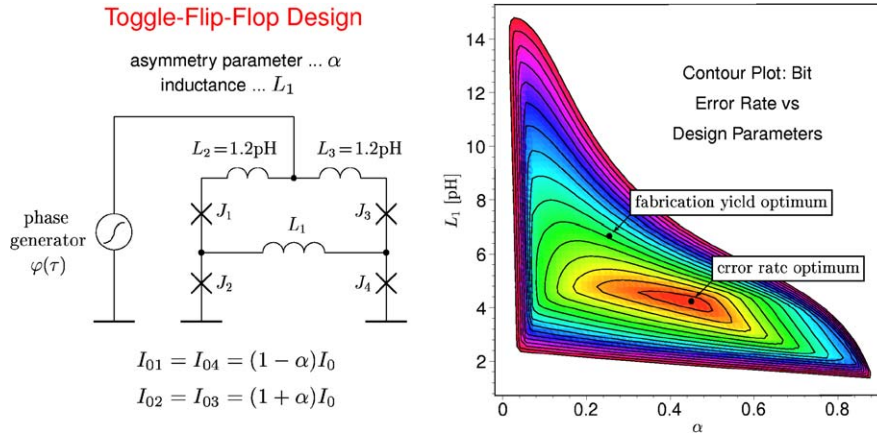 Toggle-Flip-Flop Design
asymmetry parameter ... α
inductance ... L₁
L₂=1.2pH
L₃=1.2pH
J₁
J₃
L₁
phase
generator
φ(τ)
J₂
J₄
I₀₁ = I₀₄ = (1 − α)I₀
I₀₂ = I₀₃ = (1 + α)I₀
Contour Plot: Bit
Error Rate vs
Design Parameters
fabrication yield optimum
error rate optimum
L₁ [pH]
14
12
10
8
6
4
2
0
0.2
0.4
0.6
0.8
α